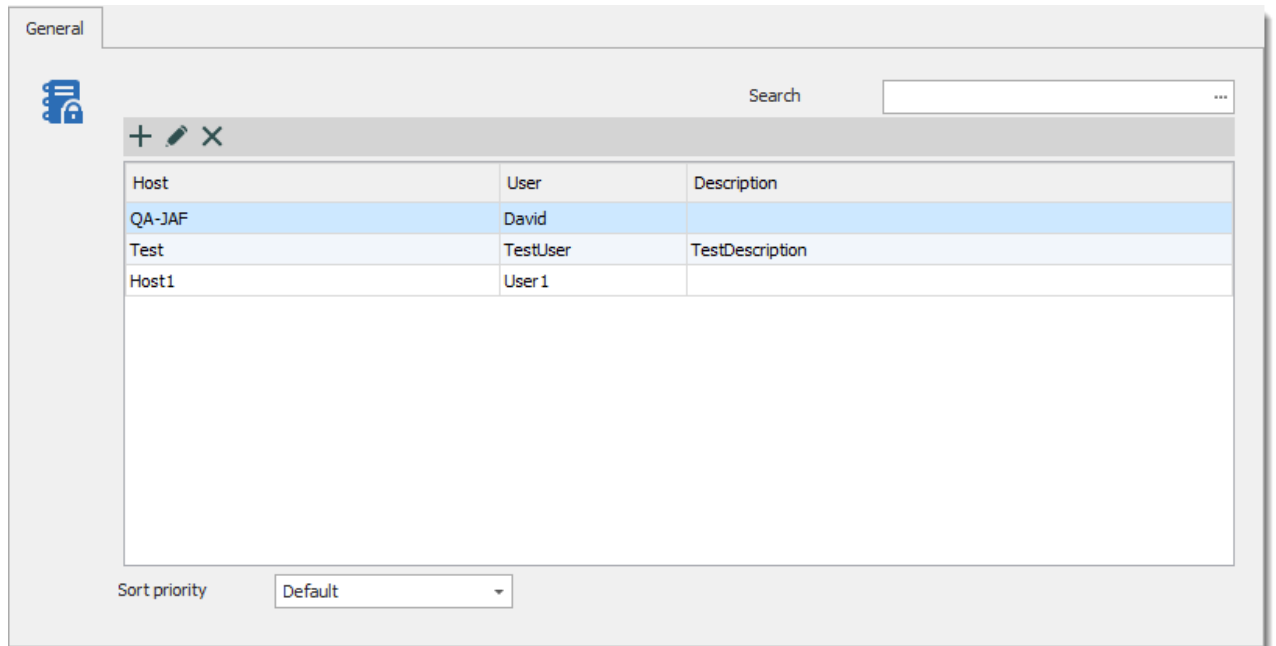 General
Search ...
Host User Description
QA-JAF David
Test TestUser TestDescription
Host1 User1
Sort priority Default